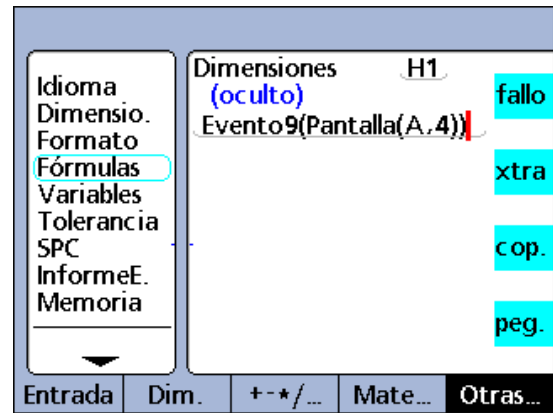 Idioma
Dimensio.
Formato
Fórmulas
Variables
Tolerancia
SPC
InformeE.
Memoria
Dimensiones H1
(oculto)
Evento9(Pantalla(A,4))
fallo
xtra
cop.
peg.
Entrada Dim. +-*/... Mate... Otras...